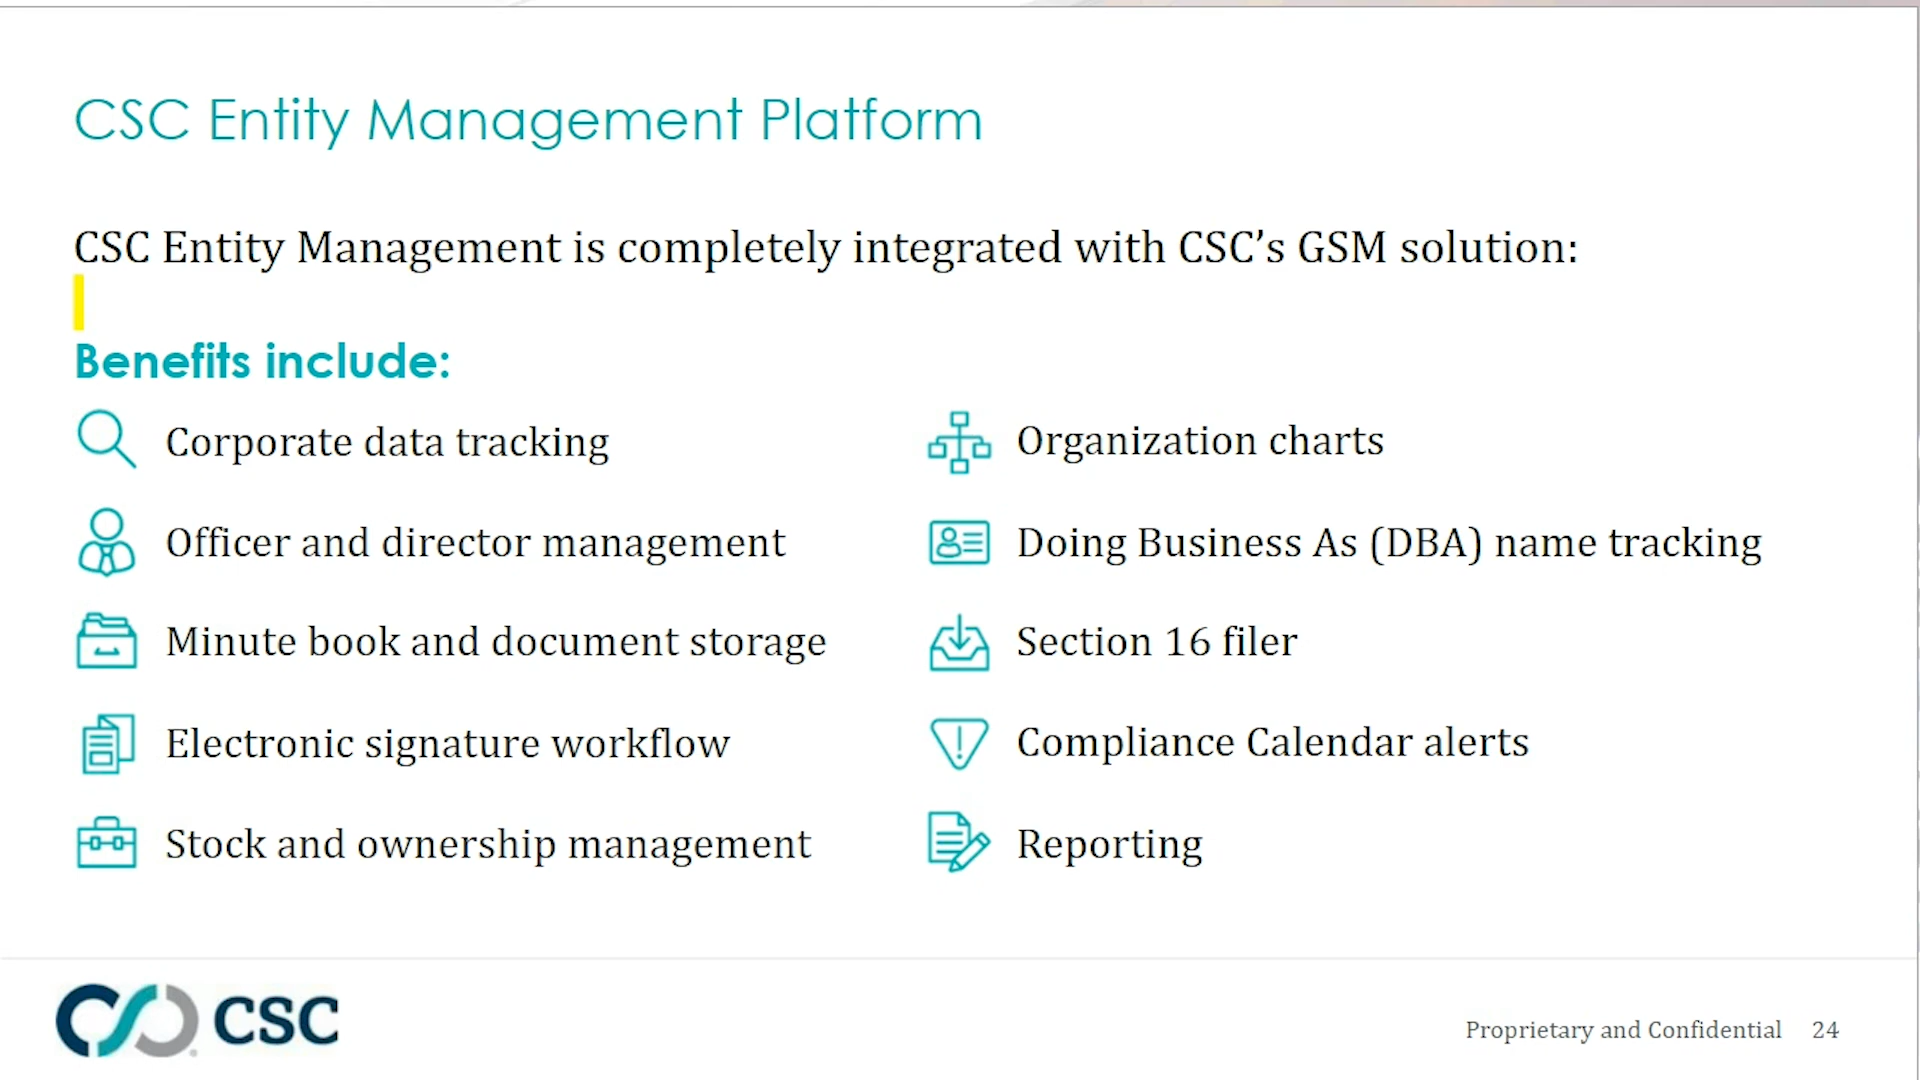 CSC Entity Management Platform
CSC Entity Management is completely integrated with CSC’s GSM solution:
Benefits include:
Corporate data tracking
Officer and director management
Minute book and document storage
Electronic signature workflow
Stock and ownership management
Organization charts
Doing Business As (DBA) name tracking
Section 16 filer
Compliance Calendar alerts
Reporting
CSC
Proprietary and Confidential 24